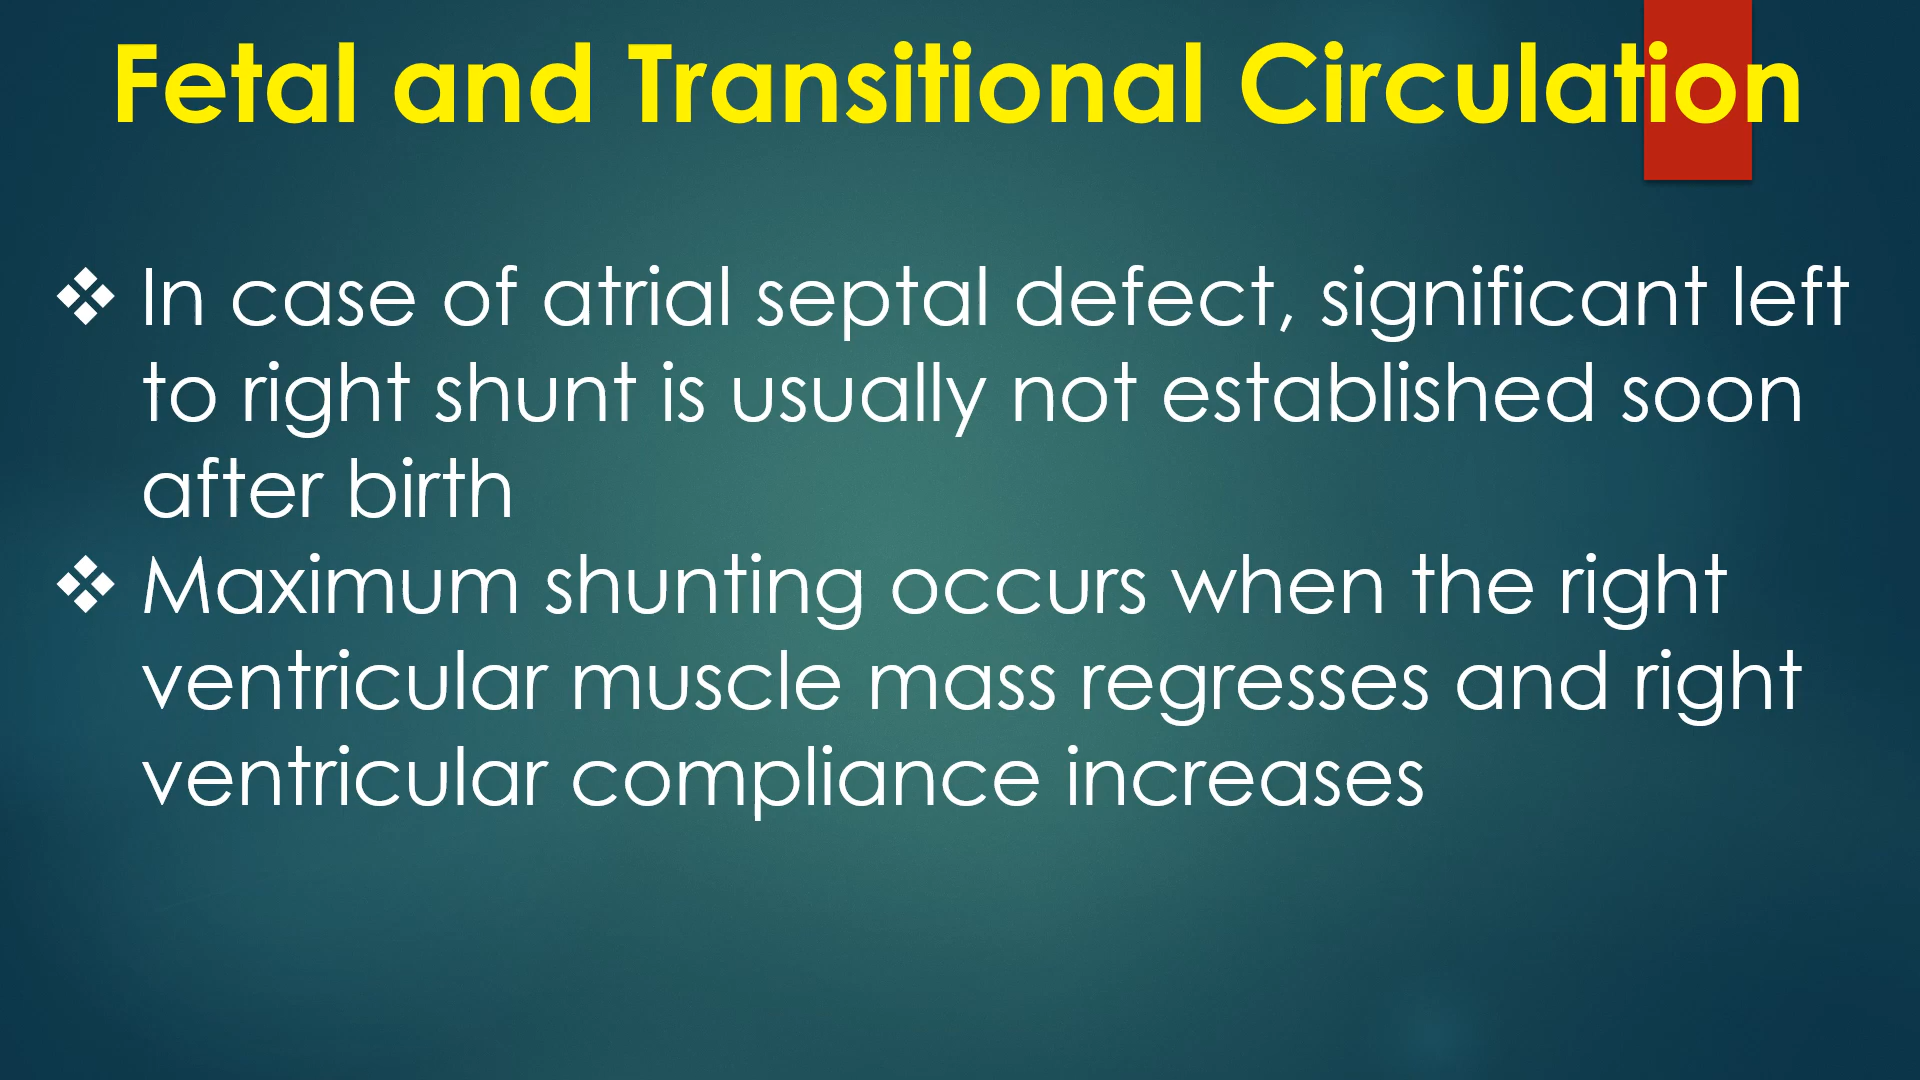 Fetal and Transitional Circulation
❖ In case of atrial septal defect, significant left
to right shunt is usually not established soon
after birth
❖ Maximum shunting occurs when the right
ventricular muscle mass regresses and right
ventricular compliance increases